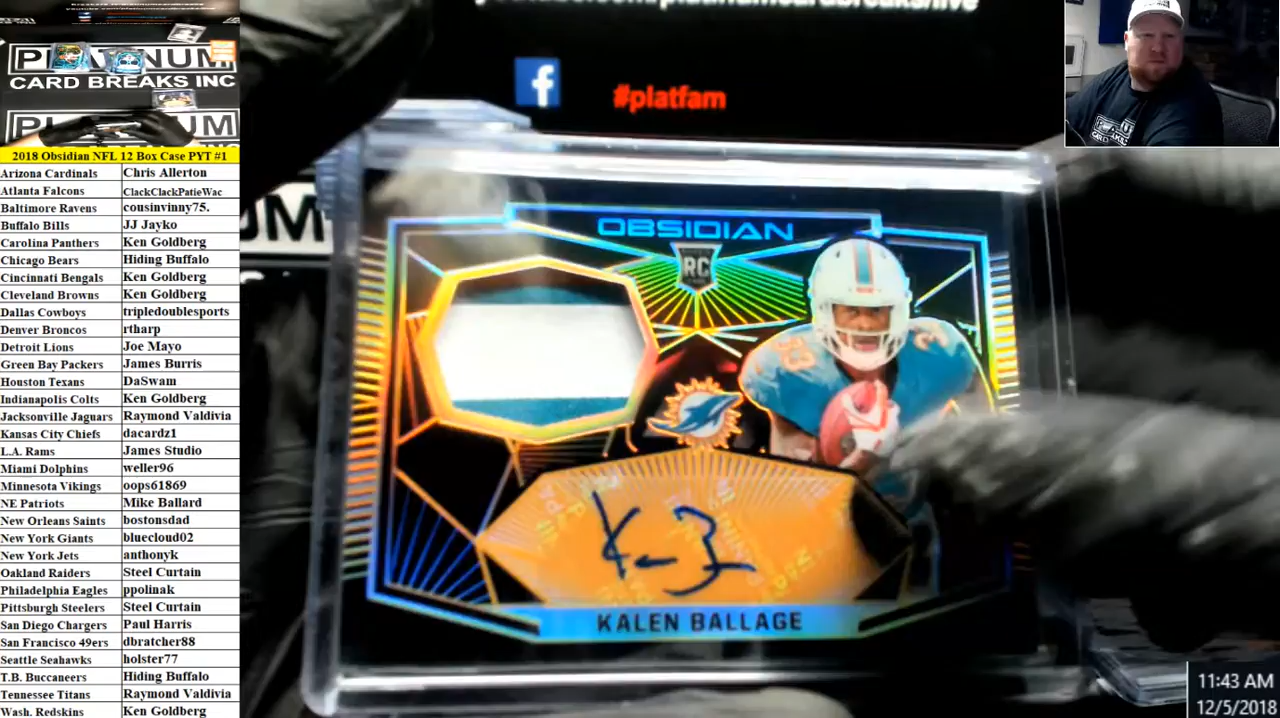 PLATINUM
CARD BREAKS INC
PLATINUM
2018 Obsidian NFL 12 Box Case PYT #1
Arizona Cardinals Chris Allerton
Atlanta Falcons ClackClackPatieWac
Baltimore Ravens cousinvinny75.
Buffalo Bills JJ Jayko
Carolina Panthers Ken Goldberg
Chicago Bears Hiding Buffalo
Cincinnati Bengals Ken Goldberg
Cleveland Browns Ken Goldberg
Dallas Cowboys tripledoublesports
Denver Broncos rtharp
Detroit Lions Joe Mayo
Green Bay Packers James Burris
Houston Texans DaSwam
Indianapolis Colts Ken Goldberg
Jacksonville Jaguars Raymond Valdivia
Kansas City Chiefs dacardz1
L.A. Rams James Studio
Miami Dolphins weller96
Minnesota Vikings oops61869
NE Patriots Mike Ballard
New Orleans Saints bostonsdad
New York Giants bluecloud02
New York Jets anthonyk
Oakland Raiders Steel Curtain
Philadelphia Eagles ppolinak
Pittsburgh Steelers Steel Curtain
San Diego Chargers Paul Harris
San Francisco 49ers dbratcher88
Seattle Seahawks holster77
T.B. Buccaneers Hiding Buffalo
Tennessee Titans Raymond Valdivia
Wash. Redskins Ken Goldberg
f #platfam
UM
OBSIDIAN
RC
33 3
KALEN BALLAGE
PLATINUM
11:43 AM
12/5/2018